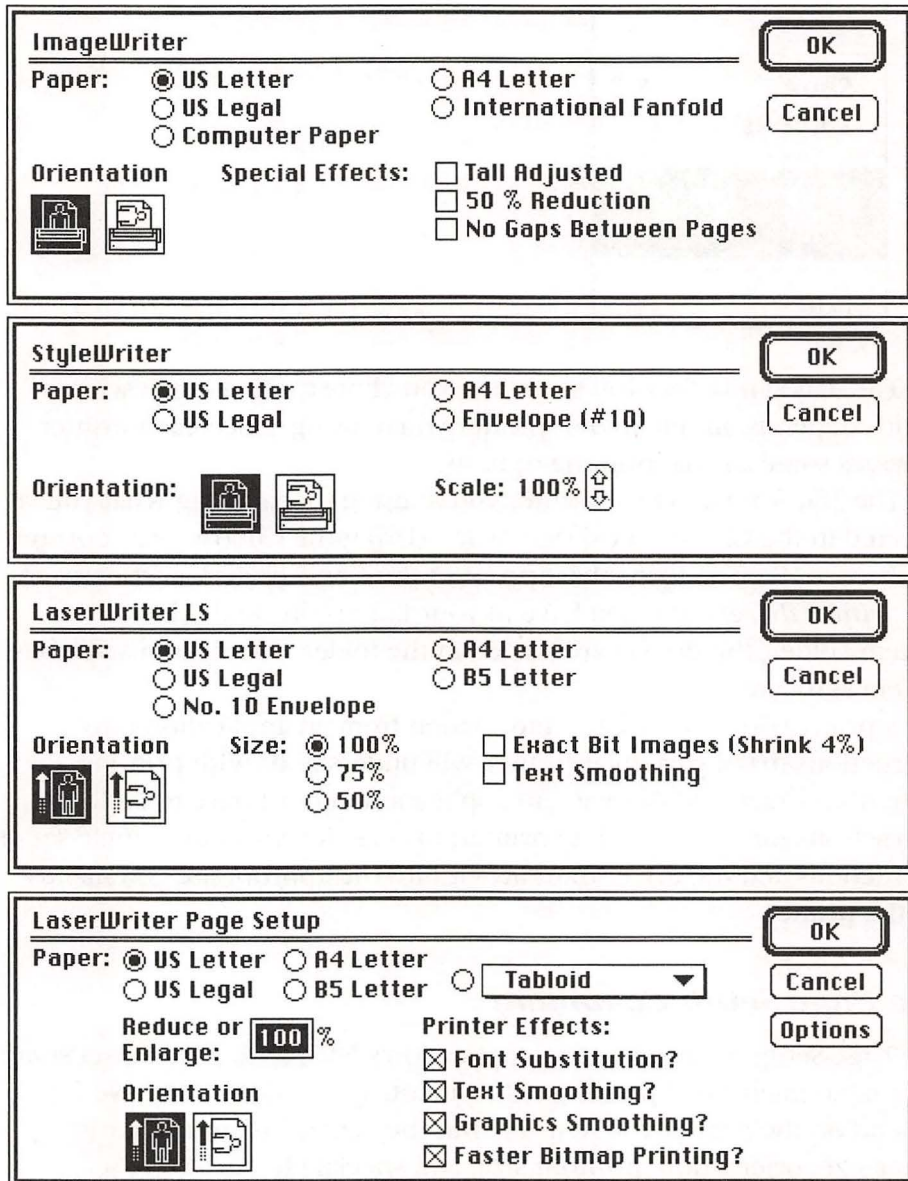 ImageWriter OK
Paper: US Letter A4 Letter
US Legal International Fanfold Cancel
Computer Paper
Orientation Special Effects: Tall Adjusted
50 % Reduction
No Gaps Between Pages
StyleWriter OK
Paper: US Letter A4 Letter
US Legal Envelope (#10) Cancel
Orientation: Scale: 100%
LaserWriter LS OK
Paper: US Letter A4 Letter
US Legal B5 Letter Cancel
No. 10 Envelope
Orientation Size: 100% Exact Bit Images (Shrink 4%)
75% Text Smoothing
50%
LaserWriter Page Setup OK
Paper: US Letter A4 Letter Tabloid Cancel
US Legal B5 Letter
Reduce or Enlarge: 100 % Printer Effects: Options
Font Substitution?
Orientation Text Smoothing?
Graphics Smoothing?
Faster Bitmap Printing?